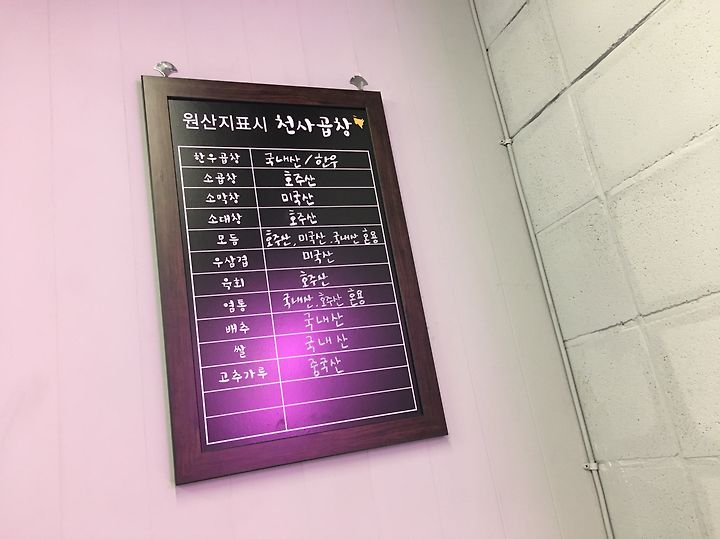 원산지표시 천사곱창
한우곱창 국내산/한우
소곱창 호주산
소막창 미국산
소대창 호주산
모듬 호주산, 미국산, 국내산 혼용
우삼겹 미국산
육회 호주산
염통 국내산, 호주산 혼용
배추 국내산
쌀 국내산
고추가루 중국산